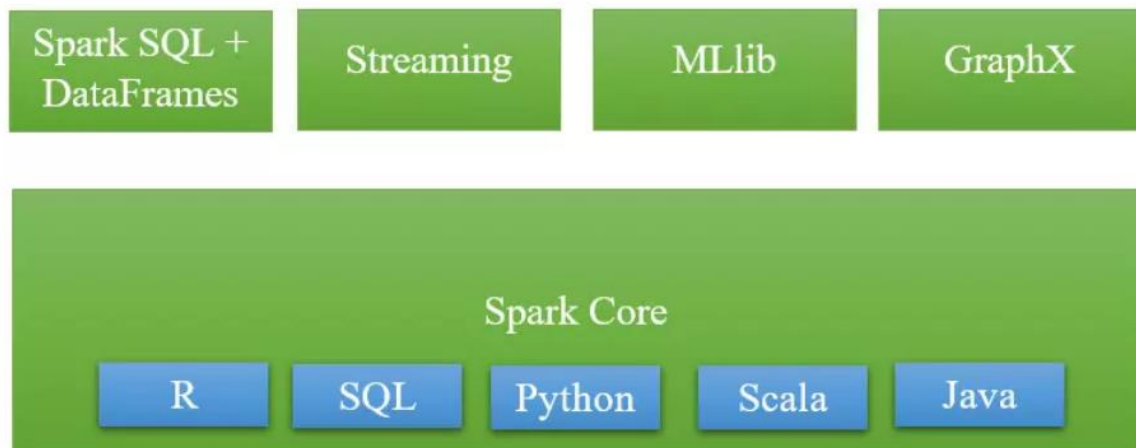 Spark SQL +
DataFrames
Streaming
MLlib
GraphX
Spark Core
R
SQL
Python
Scala
Java